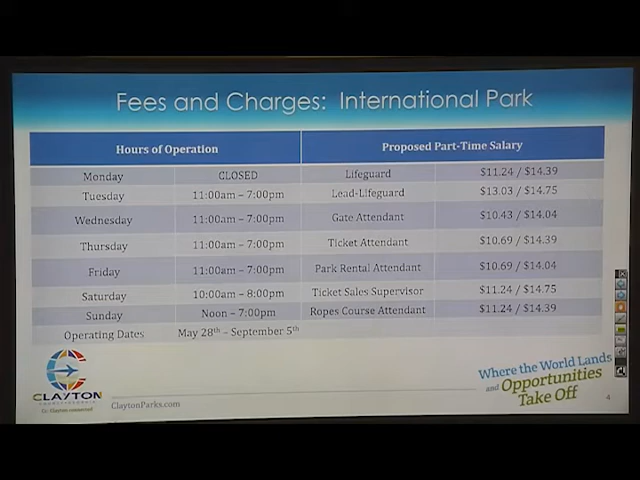 Fees and Charges: International Park
Hours of Operation Proposed Part-Time Salary
Monday CLOSED Lifeguard $11.24 / $14.39
Tuesday 11:00am – 7:00pm Lead-Lifeguard $13.03 / $14.75
Wednesday 11:00am – 7:00pm Gate Attendant $10.43 / $14.04
Thursday 11:00am – 7:00pm Ticket Attendant $10.69 / $14.39
Friday 11:00am – 7:00pm Park Rental Attendant $10.69 / $14.04
Saturday 10:00am – 8:00pm Ticket Sales Supervisor $11.24 / $14.75
Sunday Noon – 7:00pm Ropes Course Attendant $11.24 / $14.39
Operating Dates May 28th – September 5th
CLAYTON
ClaytonParks.com
Where the World Lands
and Opportunities
Take Off
4